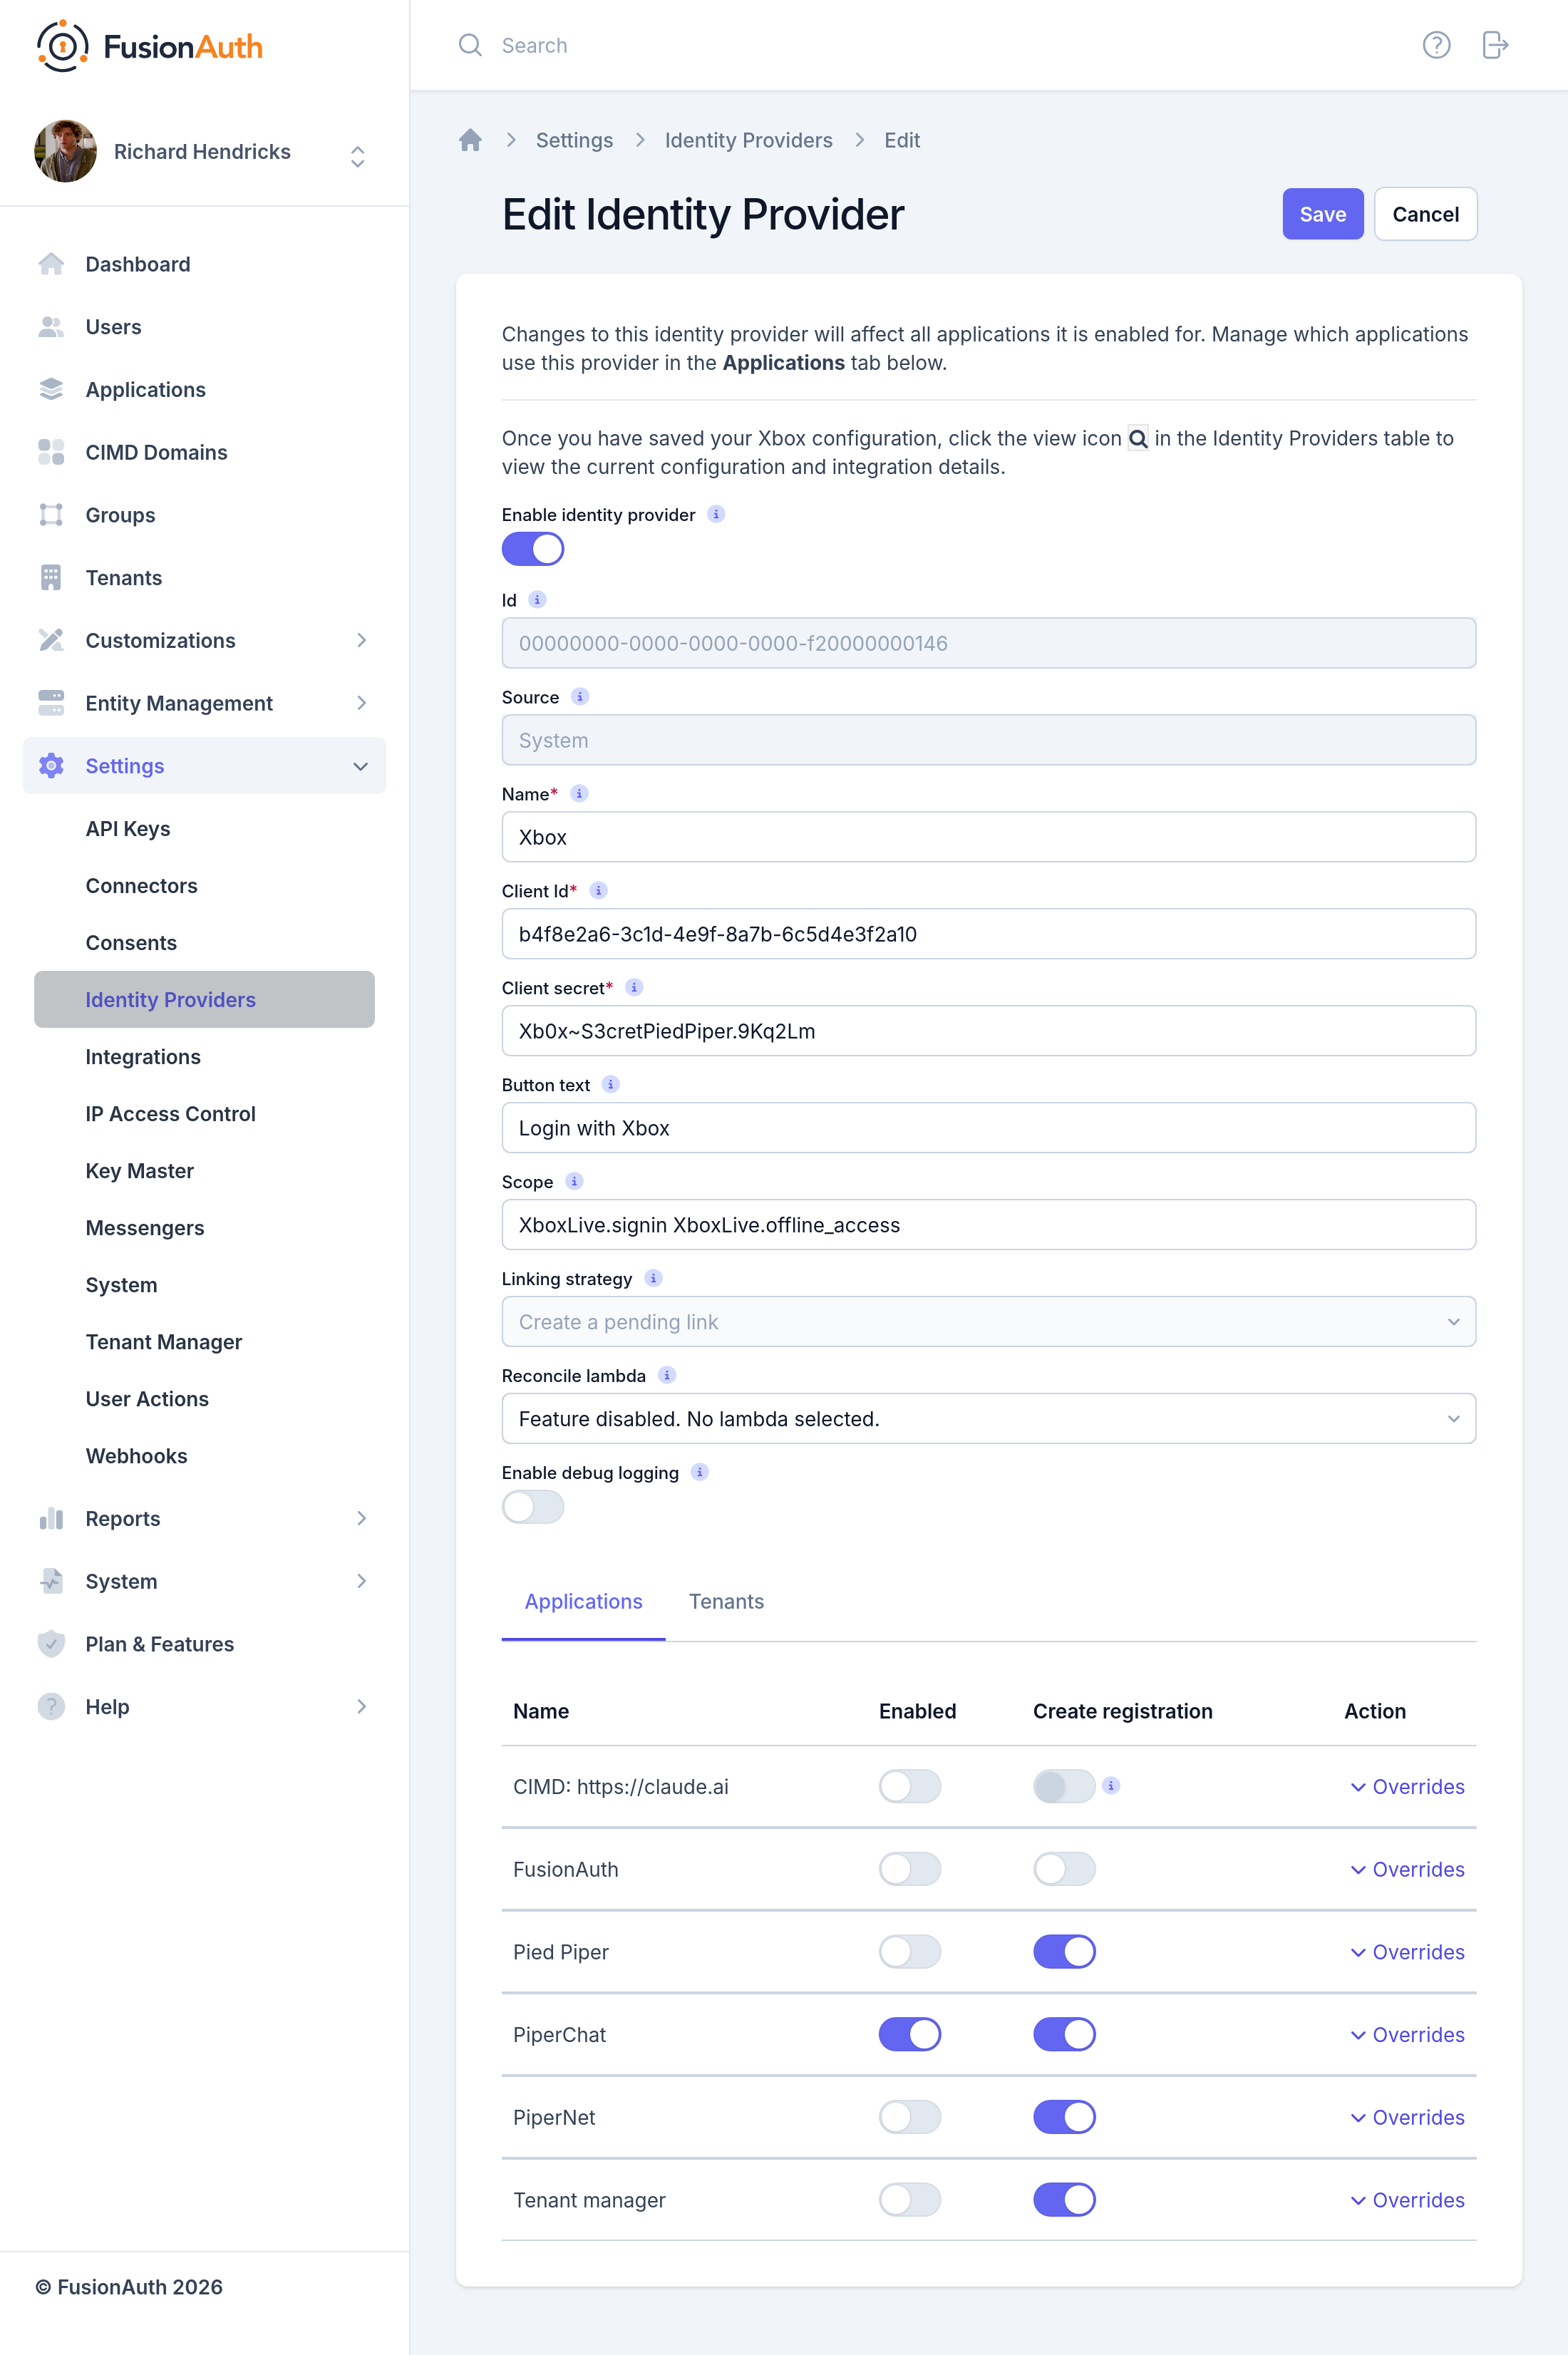 FusionAuth
Search
Richard Hendricks
Settings
Identity Providers
Edit
Edit Identity Provider
Save
Cancel
Dashboard
Users
Applications
CIMD Domains
Groups
Tenants
Customizations
Entity Management
Settings
API Keys
Connectors
Consents
Identity Providers
Integrations
IP Access Control
Key Master
Messengers
System
Tenant Manager
User Actions
Webhooks
Reports
System
Plan & Features
Help
© FusionAuth 2026
Changes to this identity provider will affect all applications it is enabled for. Manage which applications
use this provider in the Applications tab below.
Once you have saved your Xbox configuration, click the view icon in the Identity Providers table to
view the current configuration and integration details.
Enable identity provider
Id
00000000-0000-0000-0000-f20000000146
Source
System
Name*
Xbox
Client Id*
b4f8e2a6-3c1d-4e9f-8a7b-6c5d4e3f2a10
Client secret*
Xb0x~S3cretPiedPiper.9Kq2Lm
Button text
Login with Xbox
Scope
XboxLive.signin XboxLive.offline_access
Linking strategy
Create a pending link
Reconcile lambda
Feature disabled. No lambda selected.
Enable debug logging
Applications
Tenants
Name Enabled Create registration Action
CIMD: https://claude.ai Overrides
FusionAuth Overrides
Pied Piper Overrides
PiperChat Overrides
PiperNet Overrides
Tenant manager Overrides